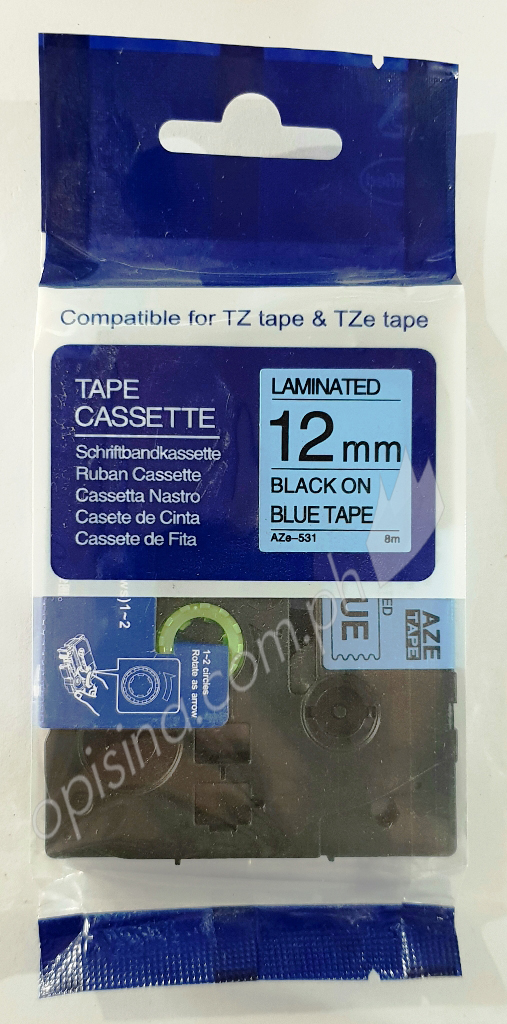 Compatible for TZ tape & TZe tape
TAPE
CASSETTE
Schriftbandkassette
Ruban Cassette
Cassetta Nastro
Casete de Cinta
Cassete de Fita
LAMINATED
12 mm
BLACK ON
BLUE TAPE
AZe-531 8m
1~2
1~2 circles
Rotate as arrow
AZE
TAPE
opisina.com.ph